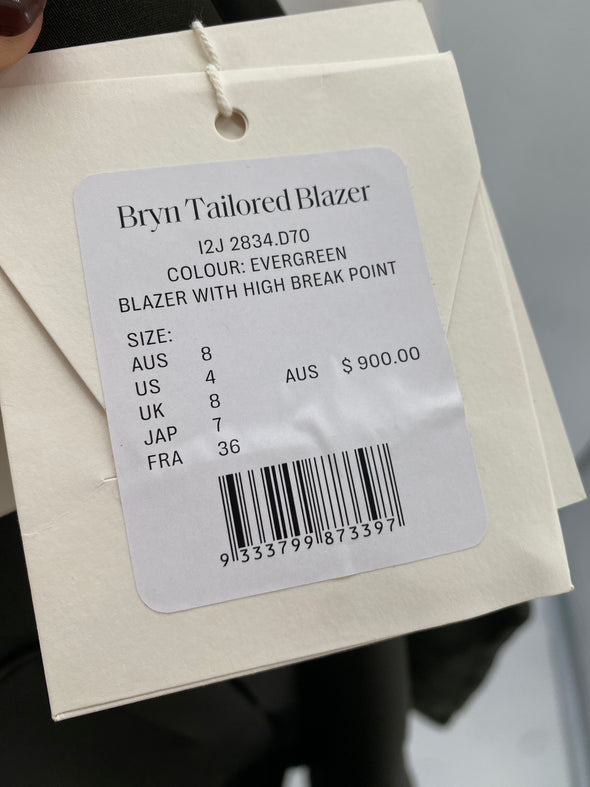 Bryn Tailored Blazer
I2J 2834.D70
COLOUR: EVERGREEN
BLAZER WITH HIGH BREAK POINT
SIZE:
AUS 8
US 4 AUS $ 900.00
UK 8
JAP 7
FRA 36
9 333799 873397